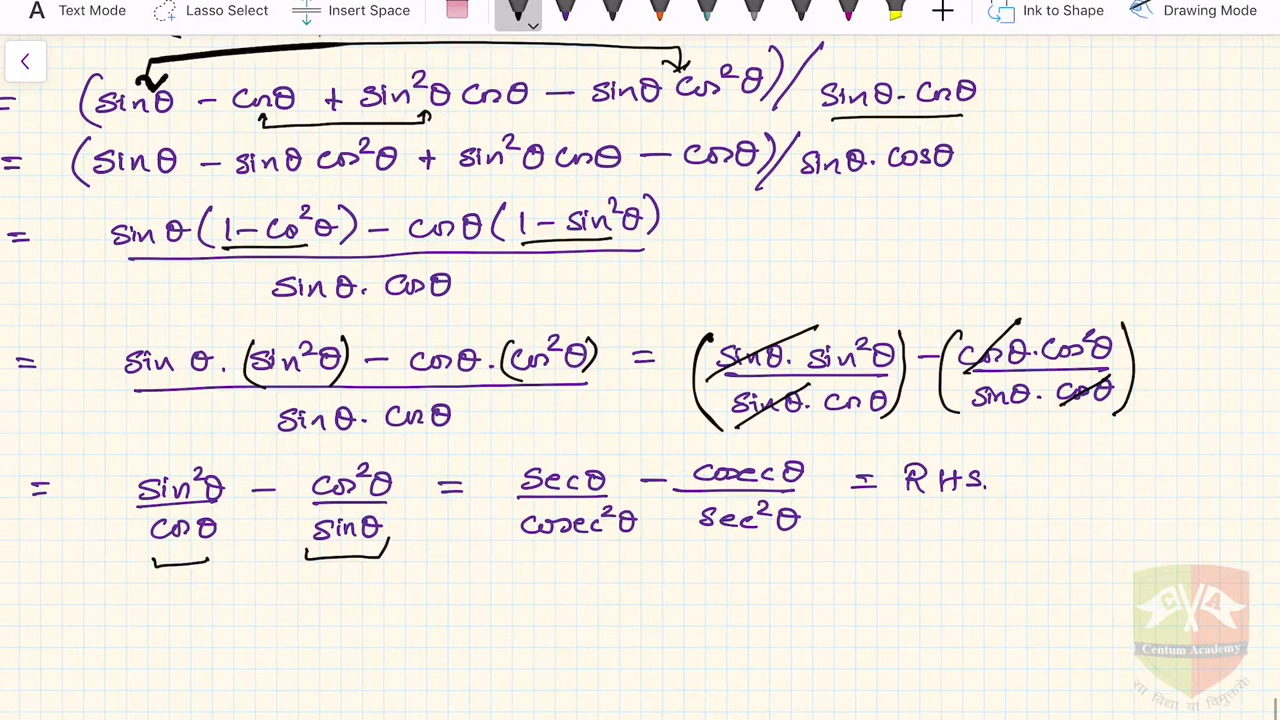 A Text Mode Lasso Select Insert Space Ink to Shape Drawing Mode
= (sinθ - cosθ + sin²θ cosθ - sinθ cos²θ) / sinθ · cosθ
= (sinθ - sinθ cos²θ + sin²θ cosθ - cosθ) / sinθ · cosθ
= sinθ (1 - co²θ) - cosθ (1 - sin²θ)
sinθ · cosθ
= sinθ · (sin²θ) - cosθ · (cos²θ) = (sinθ · sin²θ) - (cosθ · cos²θ)
sinθ · cosθ (sinθ · cosθ) (sinθ · cosθ)
= sin²θ - cos²θ = secθ - cosecθ = RHS.
cosθ sinθ cosec²θ sec²θ
C A
Centum Academy
सा विद्या या विमुक्तये